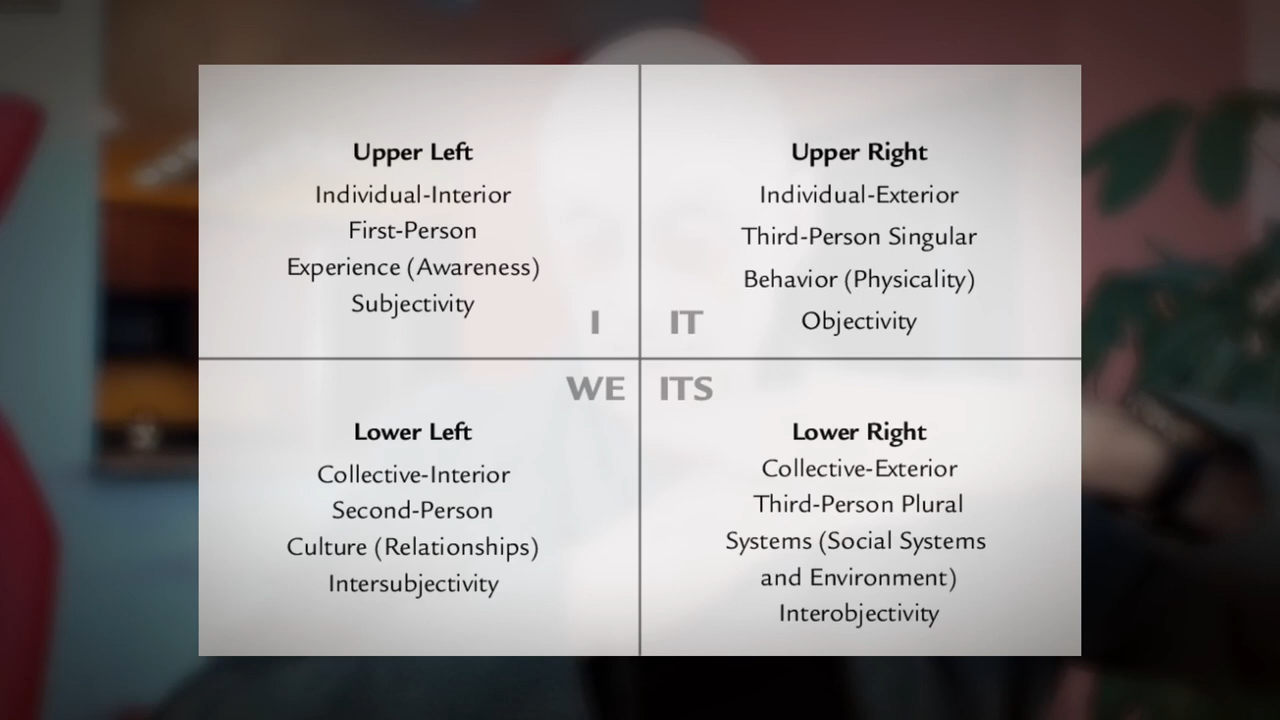 Upper Left
Individual-Interior
First-Person
Experience (Awareness)
Subjectivity
I
Upper Right
Individual-Exterior
Third-Person Singular
Behavior (Physicality)
Objectivity
IT
WE
Lower Left
Collective-Interior
Second-Person
Culture (Relationships)
Intersubjectivity
ITS
Lower Right
Collective-Exterior
Third-Person Plural
Systems (Social Systems
and Environment)
Interobjectivity